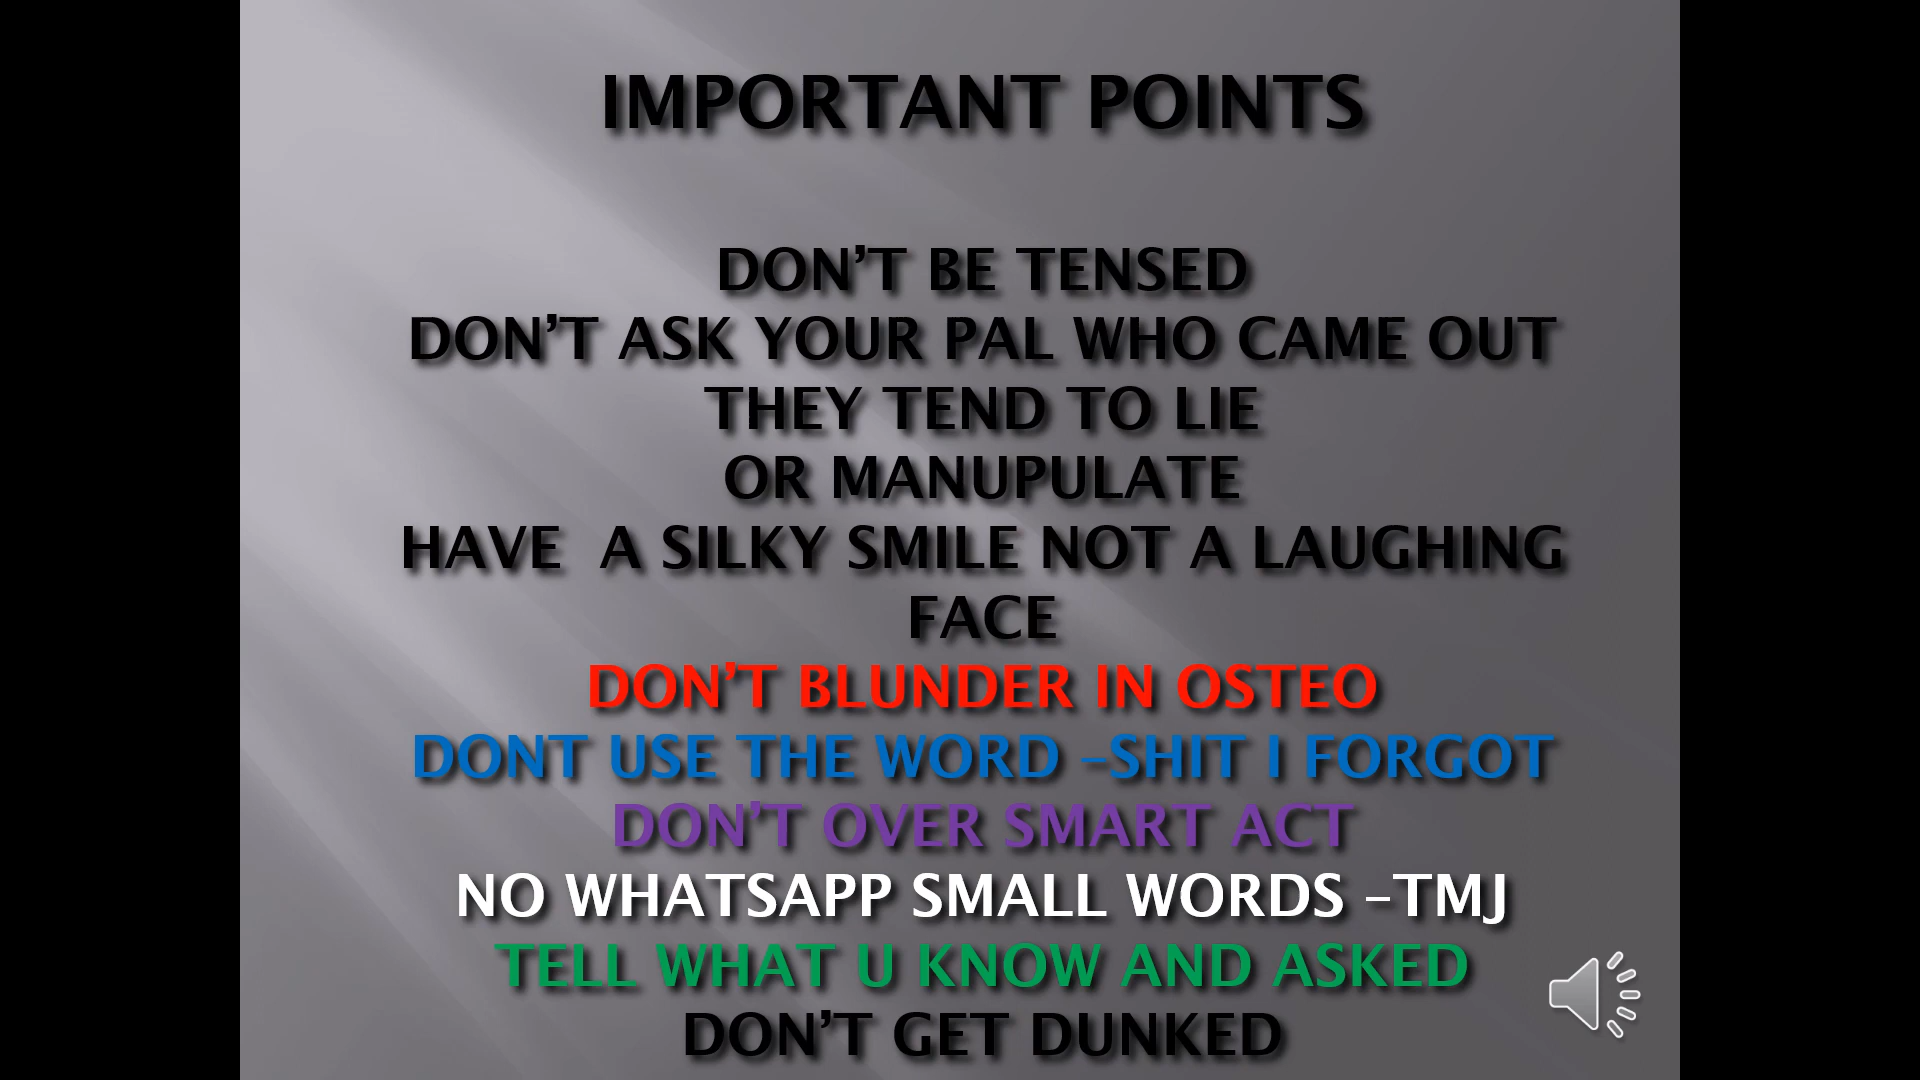 IMPORTANT POINTS
DON’T BE TENSED
DON’T ASK YOUR PAL WHO CAME OUT
THEY TEND TO LIE
OR MANUPULATE
HAVE  A SILKY SMILE NOT A LAUGHING
FACE
DON’T BLUNDER IN OSTEO
DONT USE THE WORD –SHIT I FORGOT
DON’T OVER SMART ACT
NO WHATSAPP SMALL WORDS –TMJ
TELL WHAT U KNOW AND ASKED
DON’T GET DUNKED